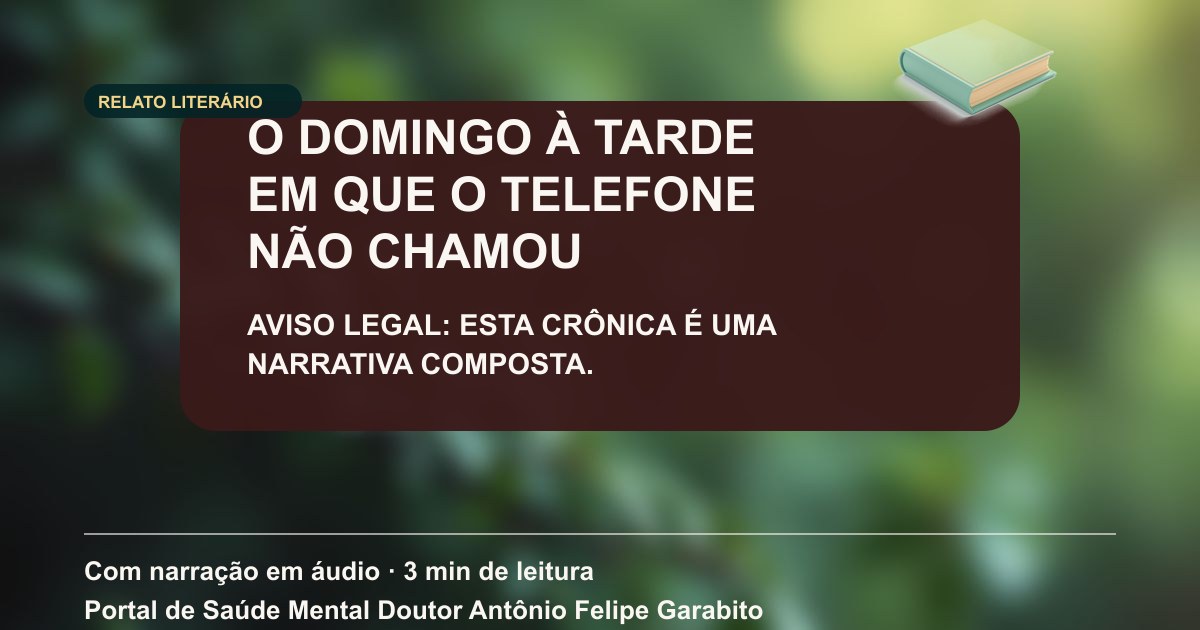 RELATO LITERÁRIO
O DOMINGO À TARDE
EM QUE O TELEFONE
NÃO CHAMOU
AVISO LEGAL: ESTA CRÔNICA É UMA
NARRATIVA COMPOSTA.
Com narração em áudio · 3 min de leitura
Portal de Saúde Mental Doutor Antônio Felipe Garabito